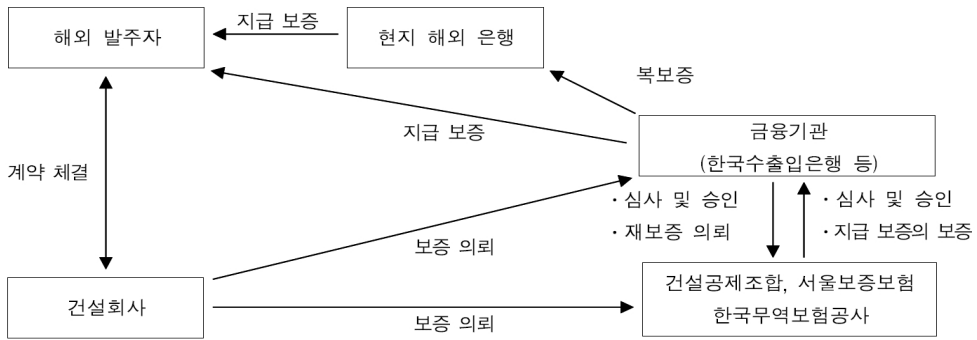 지급 보증
해외 발주자
현지 해외 은행
복보증
지급 보증
금융기관
(한국수출입은행 등)
계약 체결
·심사 및 승인
·재보증 의뢰
·심사 및 승인
·지급 보증의 보증
보증 의뢰
건설회사
건설공제조합, 서울보증보험
한국무역보험공사
보증 의뢰